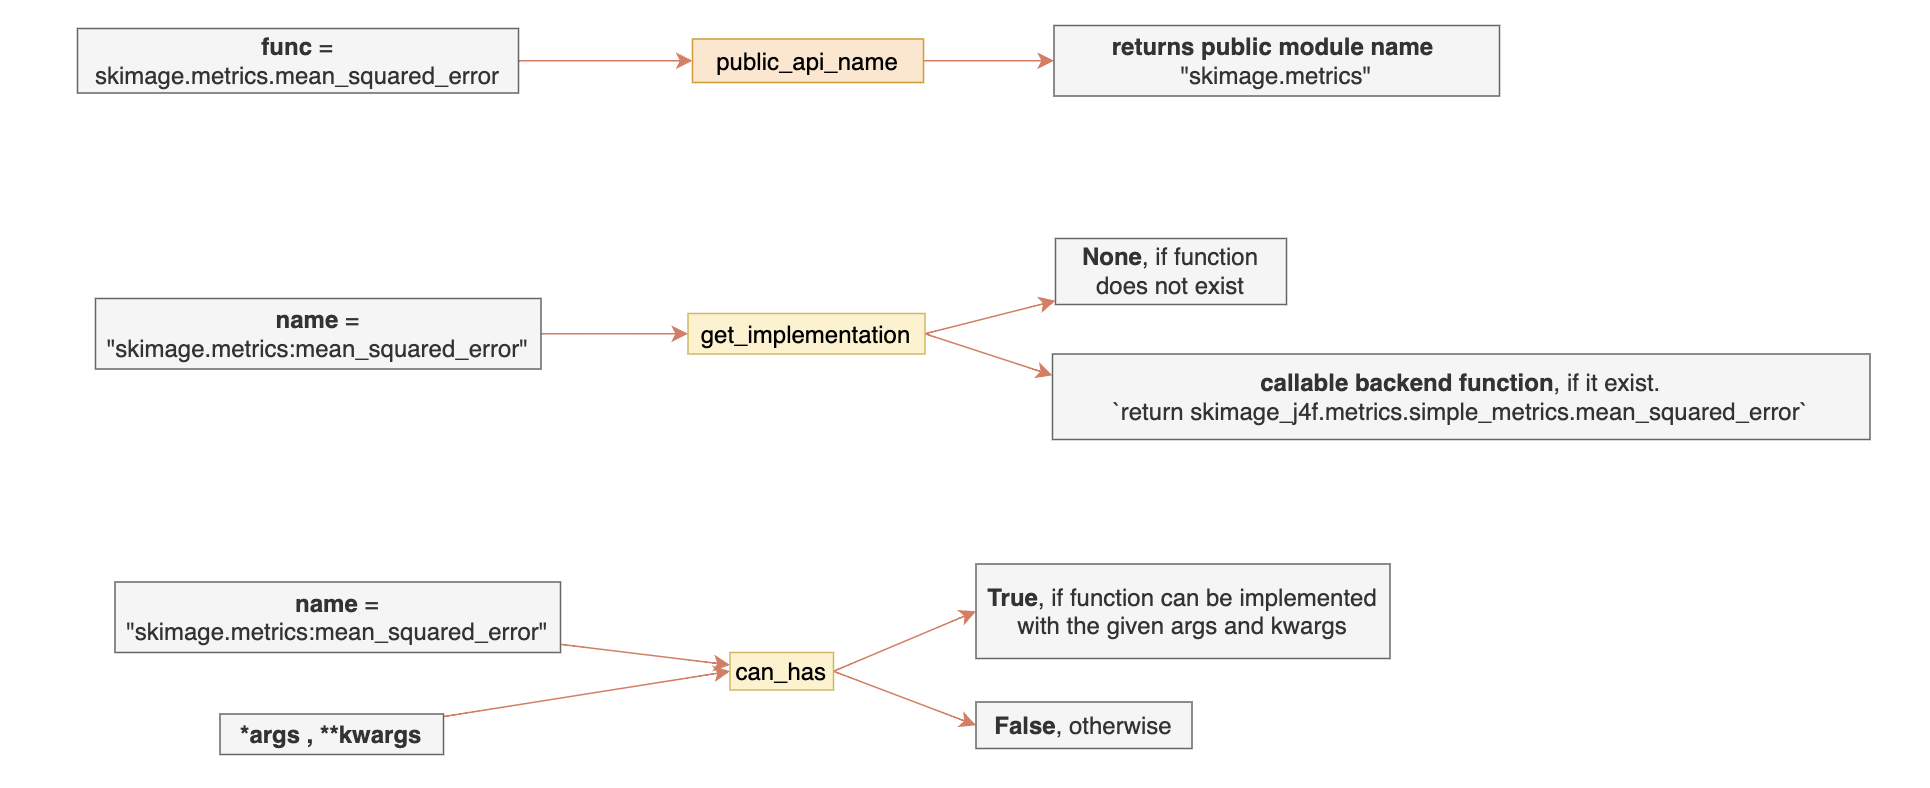 func =
skimage.metrics.mean_squared_error
public_api_name
returns public module name
"skimage.metrics"
name =
"skimage.metrics:mean_squared_error"
get_implementation
None, if function
does not exist
callable backend function, if it exist.
`return skimage_j4f.metrics.simple_metrics.mean_squared_error`
name =
"skimage.metrics:mean_squared_error"
*args , **kwargs
can_has
True, if function can be implemented
with the given args and kwargs
False, otherwise